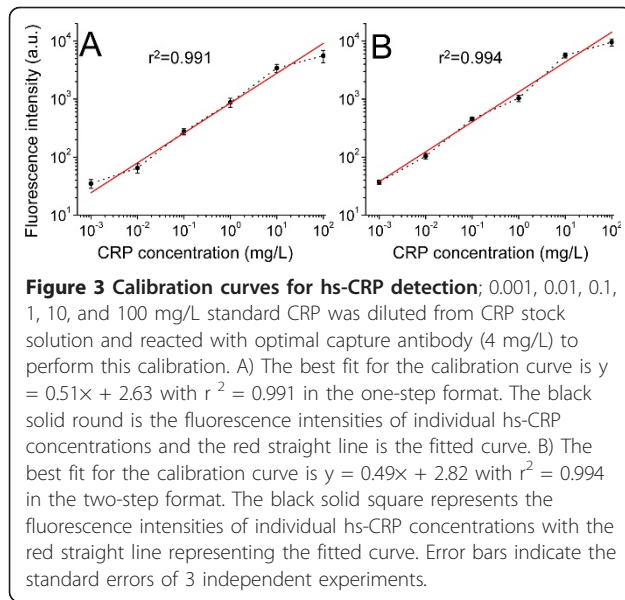 A
r²=0.991
Fluorescence intensity (a.u.)
10⁴
10³
10²
10¹
10⁻³ 10⁻² 10⁻¹ 10⁰ 10¹ 10²
CRP concentration (mg/L)
B
r²=0.994
10⁴
10³
10²
10¹
10⁻³ 10⁻² 10⁻¹ 10⁰ 10¹ 10²
CRP concentration (mg/L)
Figure 3 Calibration curves for hs-CRP detection; 0.001, 0.01, 0.1,
1, 10, and 100 mg/L standard CRP was diluted from CRP stock
solution and reacted with optimal capture antibody (4 mg/L) to
perform this calibration. A) The best fit for the calibration curve is y
= 0.51× + 2.63 with r ² = 0.991 in the one-step format. The black
solid round is the fluorescence intensities of individual hs-CRP
concentrations and the red straight line is the fitted curve. B) The
best fit for the calibration curve is y = 0.49× + 2.82 with r² = 0.994
in the two-step format. The black solid square represents the
fluorescence intensities of individual hs-CRP concentrations with the
red straight line representing the fitted curve. Error bars indicate the
standard errors of 3 independent experiments.